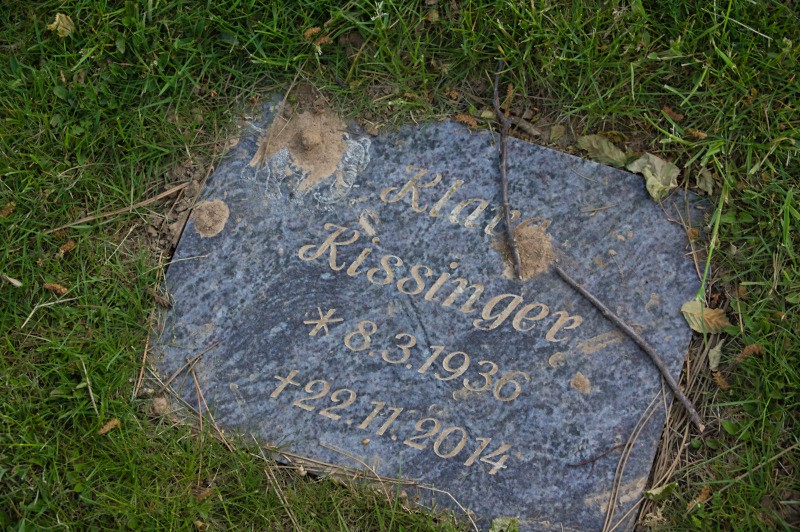 Kissinger
* 8.3.1936
† 22.11.2014